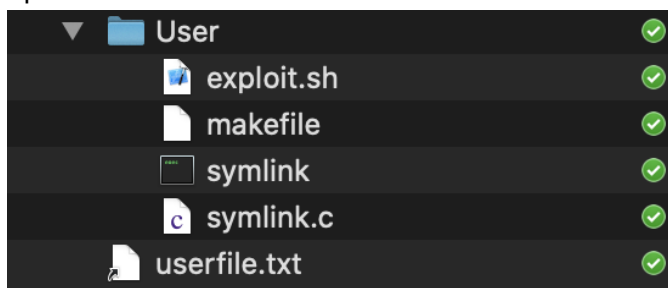 User
exploit.sh
makefile
symlink
c symlink.c
userfile.txt